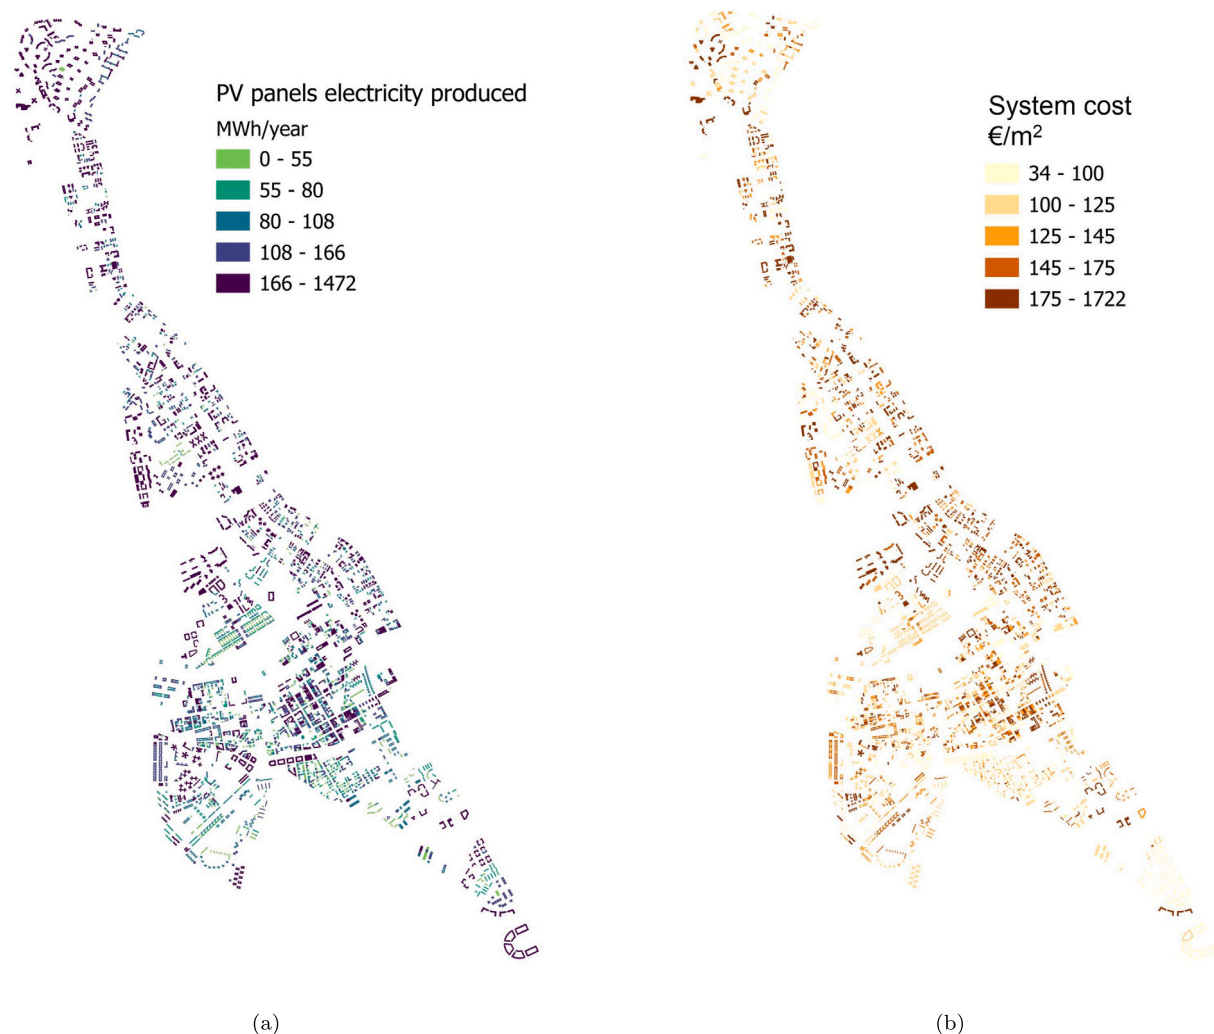 PV panels electricity produced
MWh/year
0 - 55
55 - 80
80 - 108
108 - 166
166 - 1472
System cost
€/m²
34 - 100
100 - 125
125 - 145
145 - 175
175 - 1722
(a)
(b)